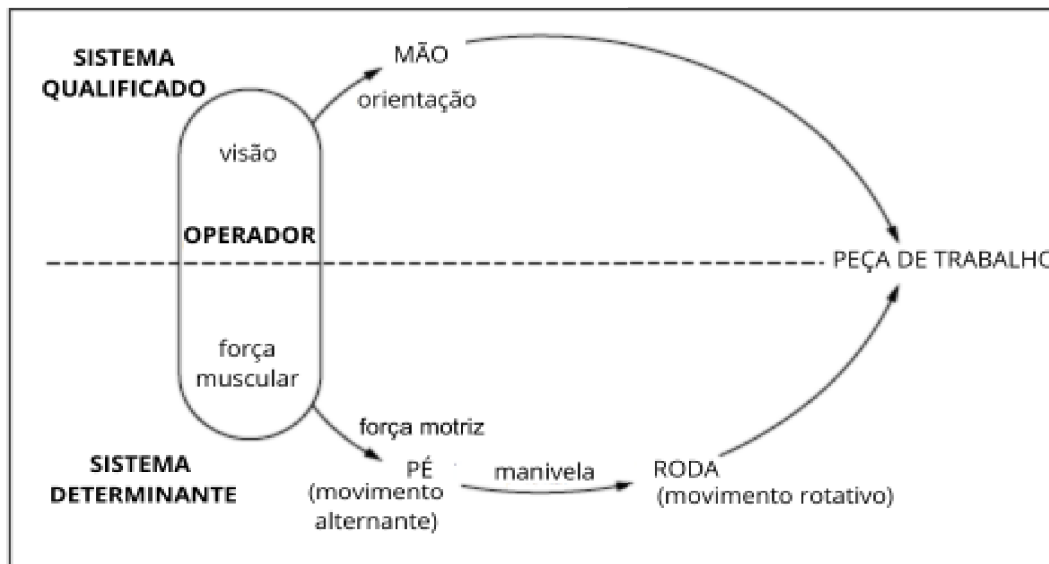 SISTEMA
QUALIFICADO
MÃO
orientação
visão
OPERADOR
PEÇA DE TRABALHO
força
muscular
força motriz
SISTEMA
DETERMINANTE
PÉ
(movimento
alternante)
manivela
RODA
(movimento rotativo)